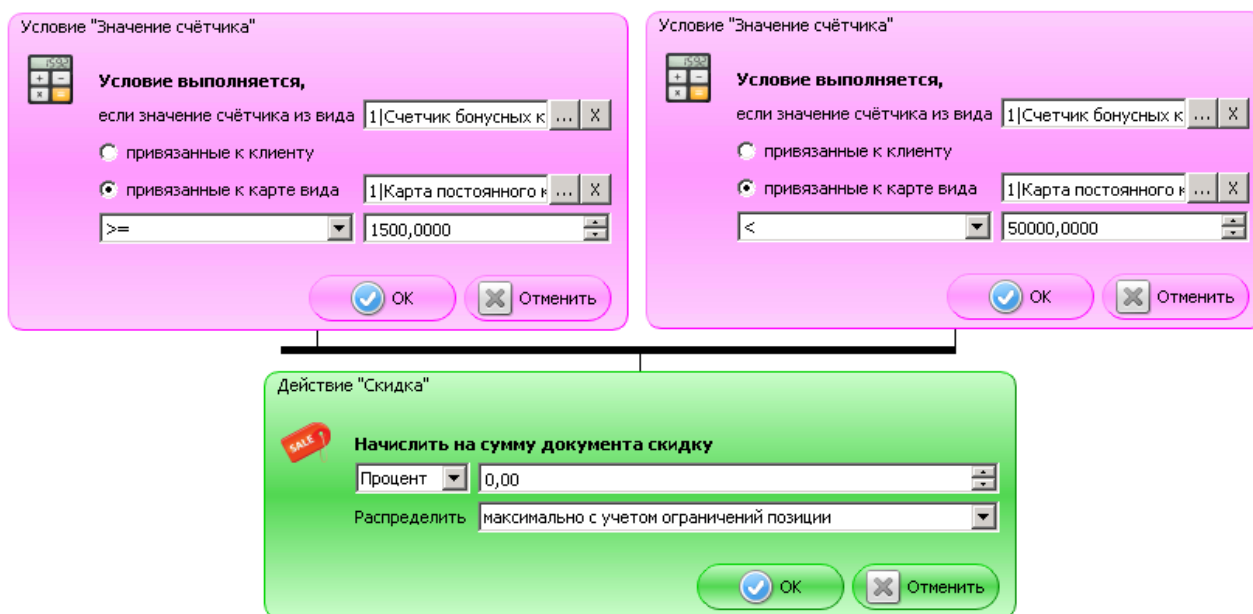 Условие "Значение счётчика"
Условие выполняется,
если значение счётчика из вида 1|Счетчик бонусных к ... X
привязанные к клиенту
привязанные к карте вида 1|Карта постоянного к ... X
>= 1500,0000
OK Отменить
Условие "Значение счётчика"
Условие выполняется,
если значение счётчика из вида 1|Счетчик бонусных к ... X
привязанные к клиенту
привязанные к карте вида 1|Карта постоянного к ... X
< 50000,0000
OK Отменить
Действие "Скидка"
SALE
Начислить на сумму документа скидку
Процент 0,00
Распределить максимально с учетом ограничений позиции
OK Отменить